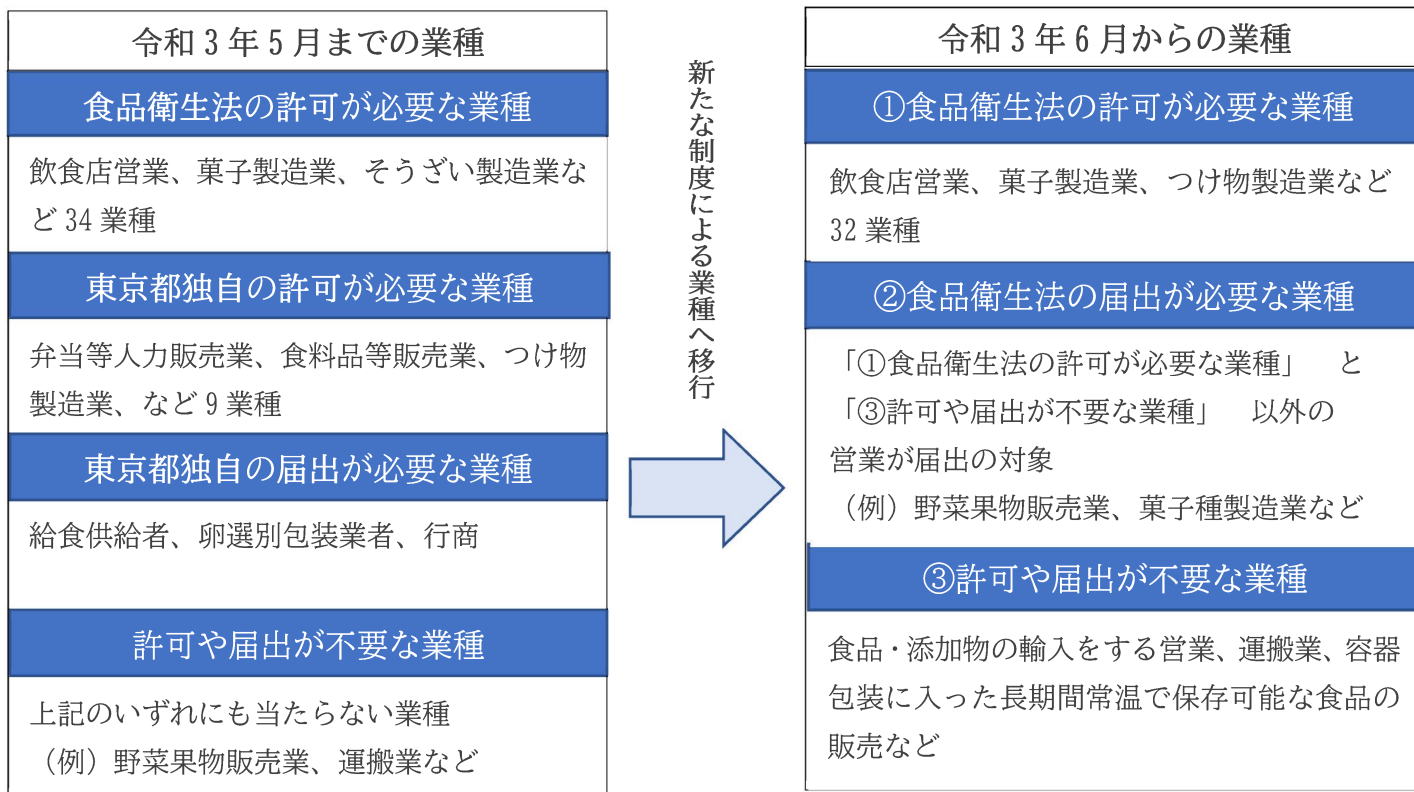 令和3年5月までの業種
食品衛生法の許可が必要な業種
飲食店営業、菓子製造業、そうざい製造業な
ど 34 業種
東京都独自の許可が必要な業種
弁当等人力販売業、食料品等販売業、つけ物
製造業、など 9 業種
東京都独自の届出が必要な業種
給食供給者、卵選別包装業者、行商
許可や届出が不要な業種
上記のいずれにも当たらない業種
（例）野菜果物販売業、運搬業など
新たな制度による業種へ移行
令和3年6月からの業種
①食品衛生法の許可が必要な業種
飲食店営業、菓子製造業、つけ物製造業など
32 業種
②食品衛生法の届出が必要な業種
「①食品衛生法の許可が必要な業種」　と
「③許可や届出が不要な業種」　以外の
営業が届出の対象
（例）野菜果物販売業、菓子種製造業など
③許可や届出が不要な業種
食品・添加物の輸入をする営業、運搬業、容器
包装に入った長期間常温で保存可能な食品の
販売など